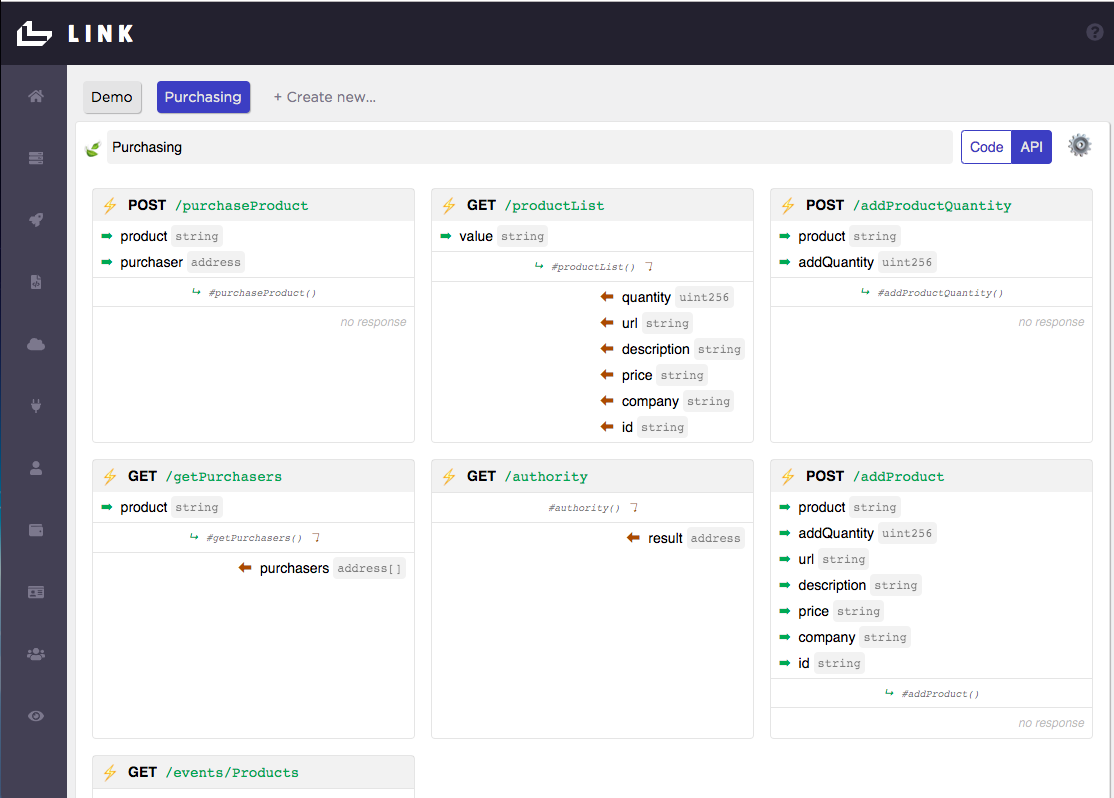 LINK
Demo
Purchasing
+ Create new...
Purchasing
Code
API
POST /purchaseProduct
product string
purchaser address
#purchaseProduct()
no response
GET /productList
value string
#productList()
quantity uint256
url string
description string
price string
company string
id string
POST /addProductQuantity
product string
addQuantity uint256
#addProductQuantity()
no response
GET /getPurchasers
product string
#getPurchasers()
purchasers address[]
GET /authority
#authority()
result address
POST /addProduct
product string
addQuantity uint256
url string
description string
price string
company string
id string
#addProduct()
no response
GET /events/Products